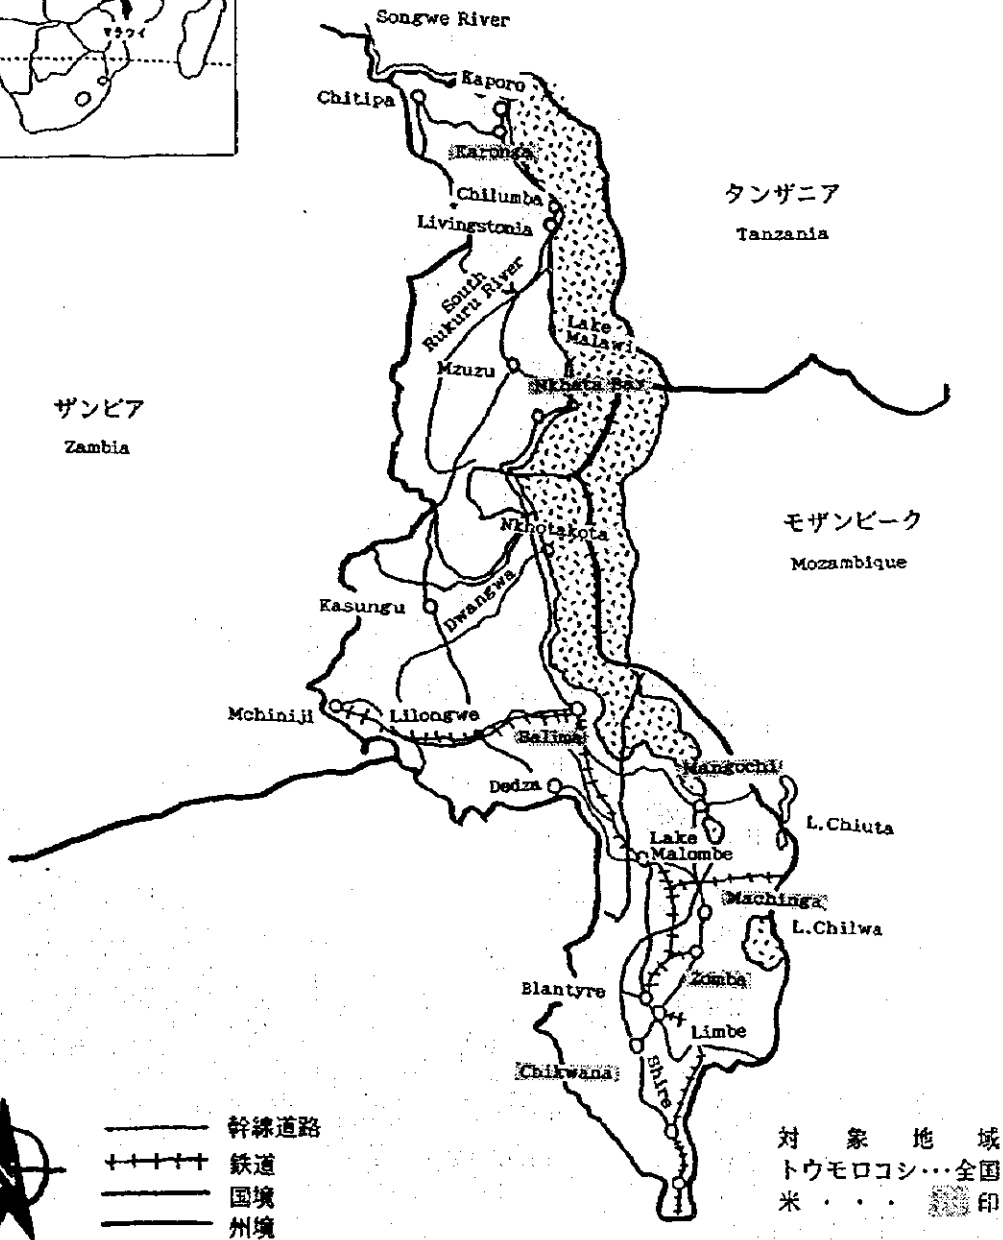 マラウイ
Songwe River
Kaporo
Chitipa
Karonga
Chilumba
Livingstonia
タンザニア
Tanzania
South
Rukuru River
Lake
Malawi
Mzuzu
Nkhata Bay
ザンビア
Zambia
モザンビーク
Mozambique
Nkhotakota
Dwangwa
Kasungu
Mchiniji
Lilongwe
Salima
Mangochi
Dedza
L.Chiuta
Lake
Malombe
Machinga
L.Chilwa
Zomba
Blantyre
Limbe
Chikwana
Shire
幹線道路
鉄道
国境
州境
対象地域
トウモロコシ・・・全国
米・・・印